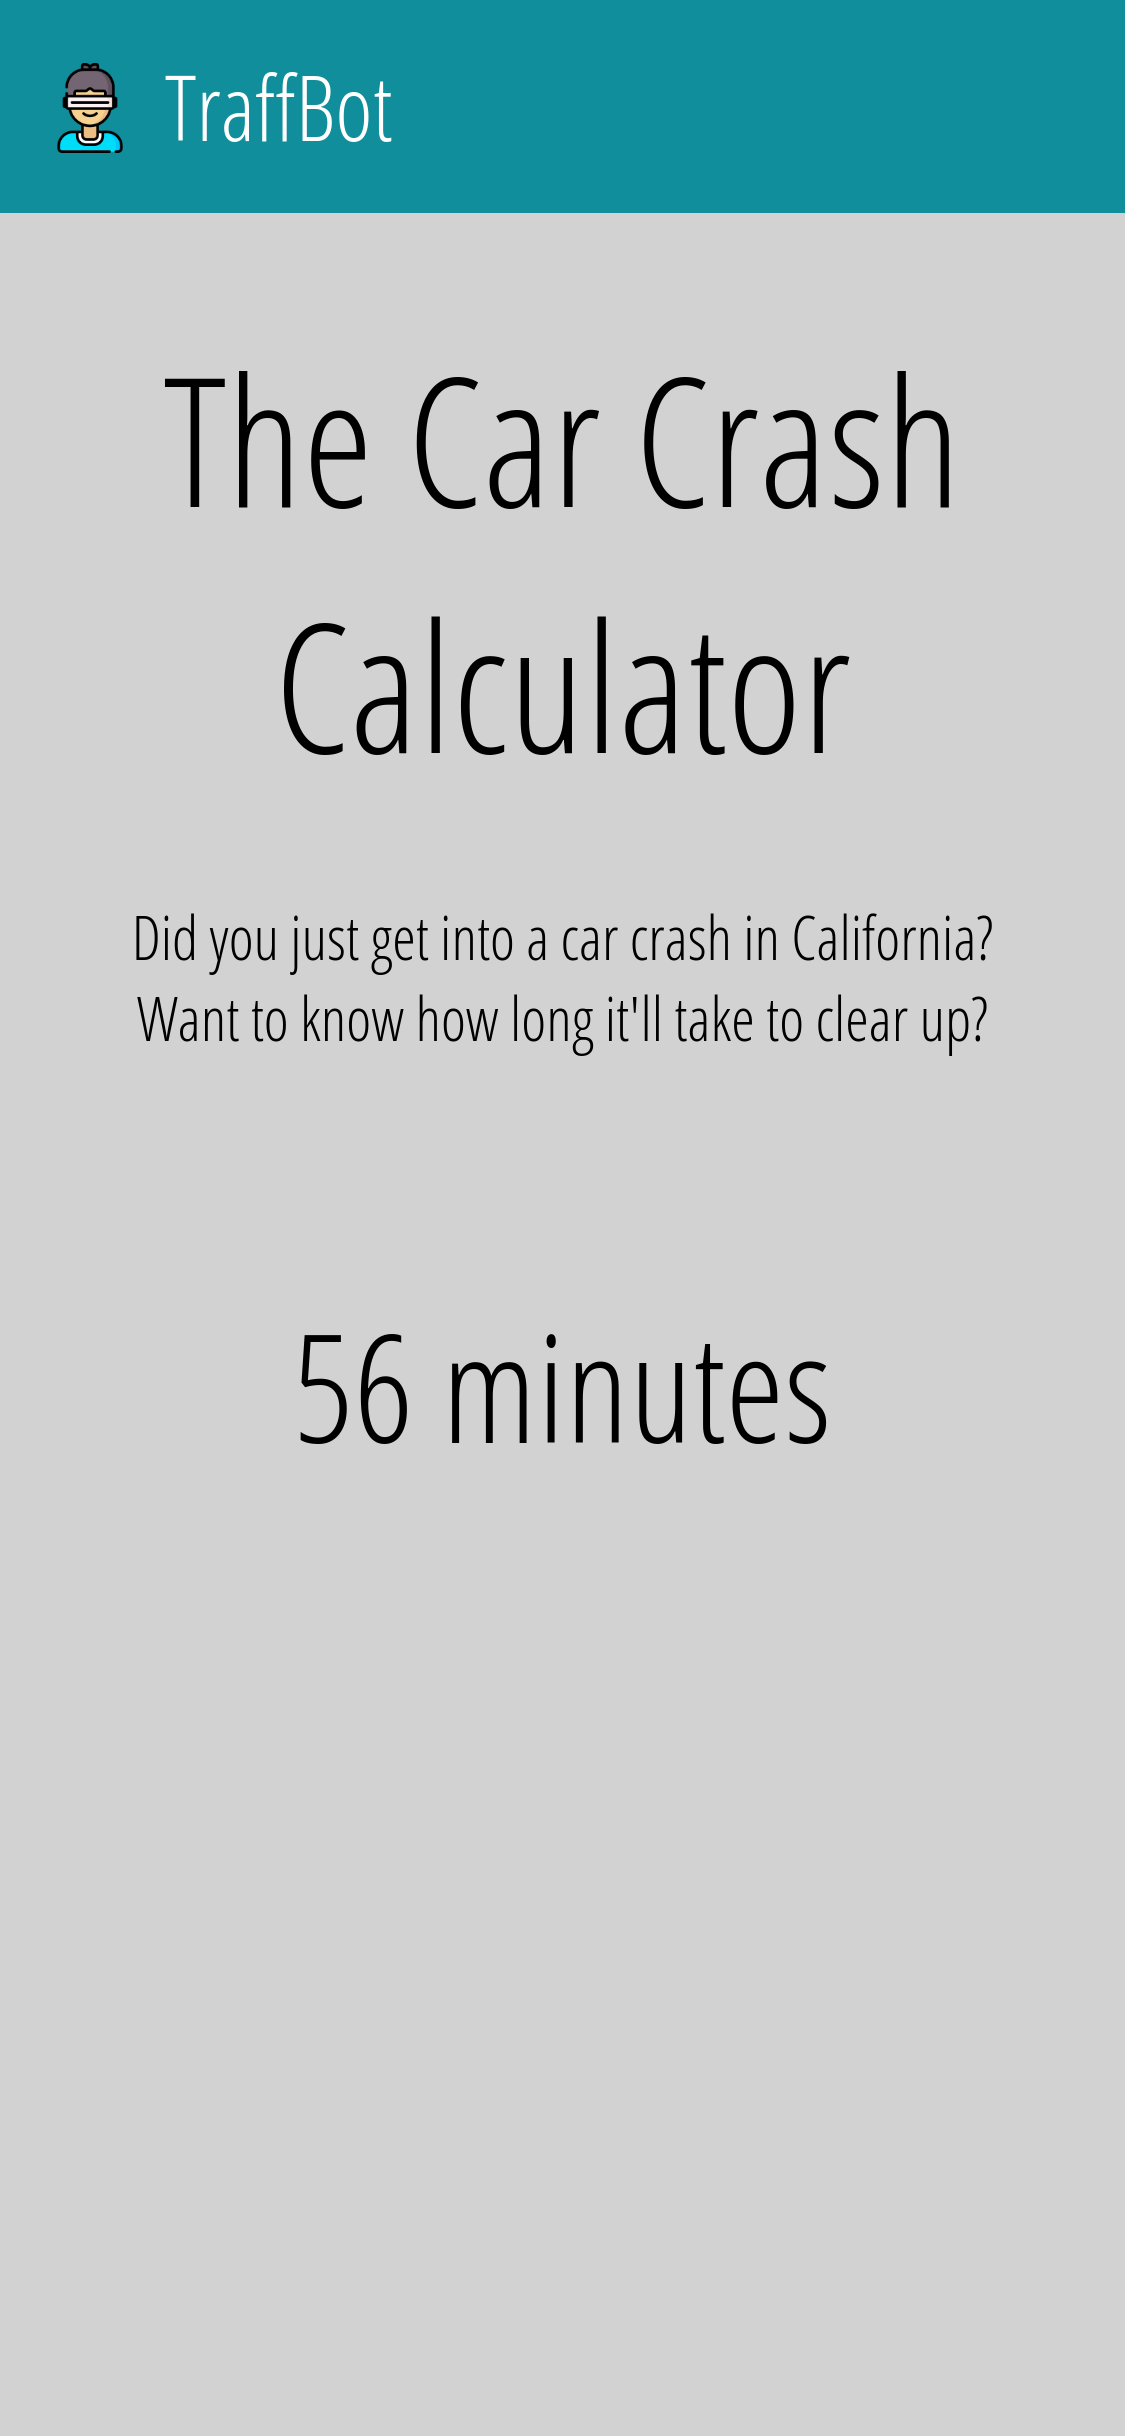 TraffBot
The Car Crash
Calculator
Did you just get into a car crash in California?
Want to know how long it'll take to clear up?
56 minutes